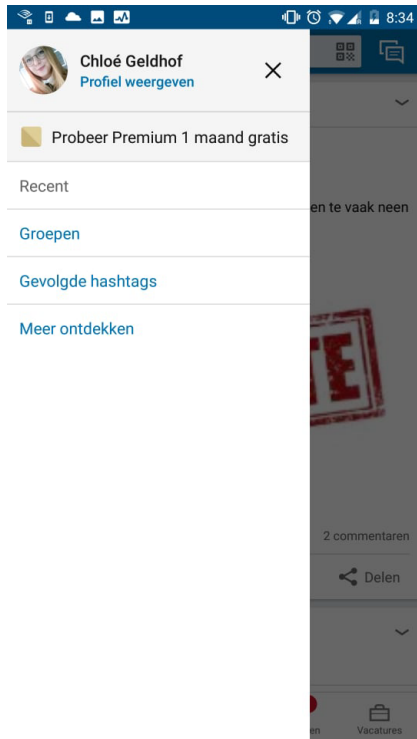 8:34
Chloé Geldhof
Profiel weergeven
Probeer Premium 1 maand gratis
Recent
Groepen
Gevolgde hashtags
Meer ontdekken
en te vaak neen
2 commentaren
Delen
en
Vacatures